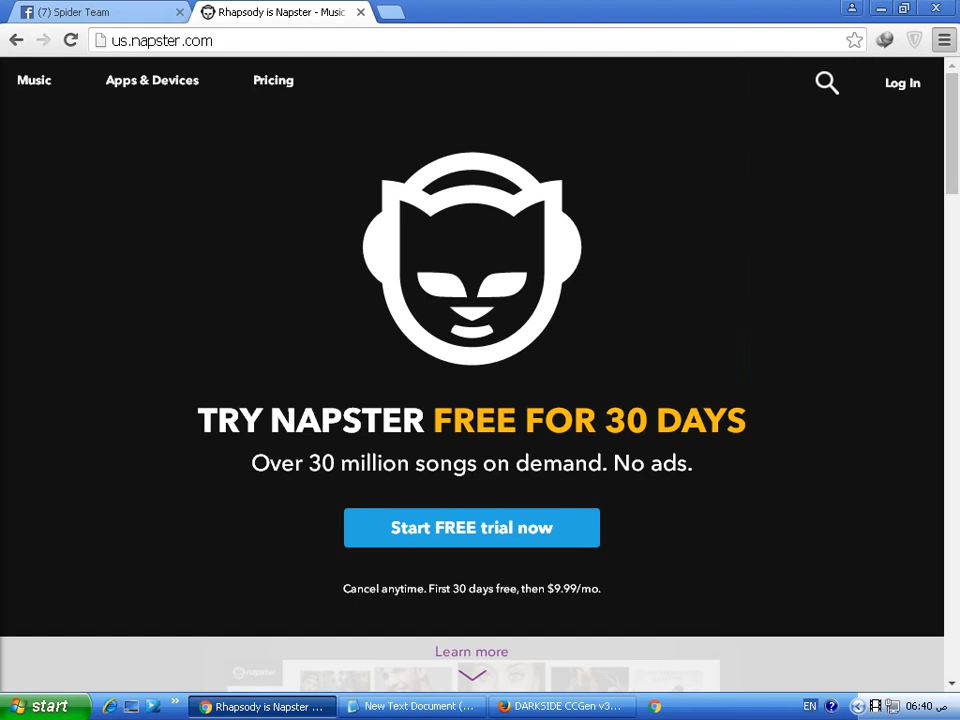 (7) Spider Team
Rhapsody is Napster - Music
us.napster.com
Music
Apps & Devices
Pricing
Log In
TRY NAPSTER FREE FOR 30 DAYS
Over 30 million songs on demand. No ads.
Start FREE trial now
Cancel anytime. First 30 days free, then $9.99/mo.
Learn more
napster
start
Rhapsody is Napster ...
New Text Document (...
DARKSIDE CCGen v3...
EN
06:40 ص